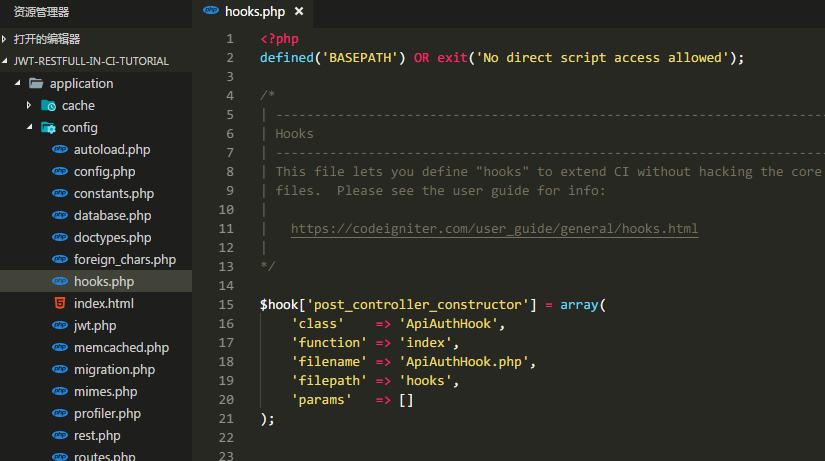 资源管理器
打开的编辑器
JWT-RESTFULL-IN-CI-TUTORIAL
application
cache
config
autoload.php
config.php
constants.php
database.php
doctypes.php
foreign_chars.php
hooks.php
index.html
jwt.php
memcached.php
migration.php
mimes.php
profiler.php
rest.php
routes.php
hooks.php ×
1 <?php
2 defined('BASEPATH') OR exit('No direct script access allowed');
3
4 /*
5 | -------------------------------------------------------------------------
6 | Hooks
7 | -------------------------------------------------------------------------
8 | This file lets you define "hooks" to extend CI without hacking the core
9 | files.  Please see the user guide for info:
10 |
11 |   https://codeigniter.com/user_guide/general/hooks.html
12 |
13 */
14
15 $hook['post_controller_constructor'] = array(
16     'class'    => 'ApiAuthHook',
17     'function' => 'index',
18     'filename' => 'ApiAuthHook.php',
19     'filepath' => 'hooks',
20     'params'   => []
21 );
22
23